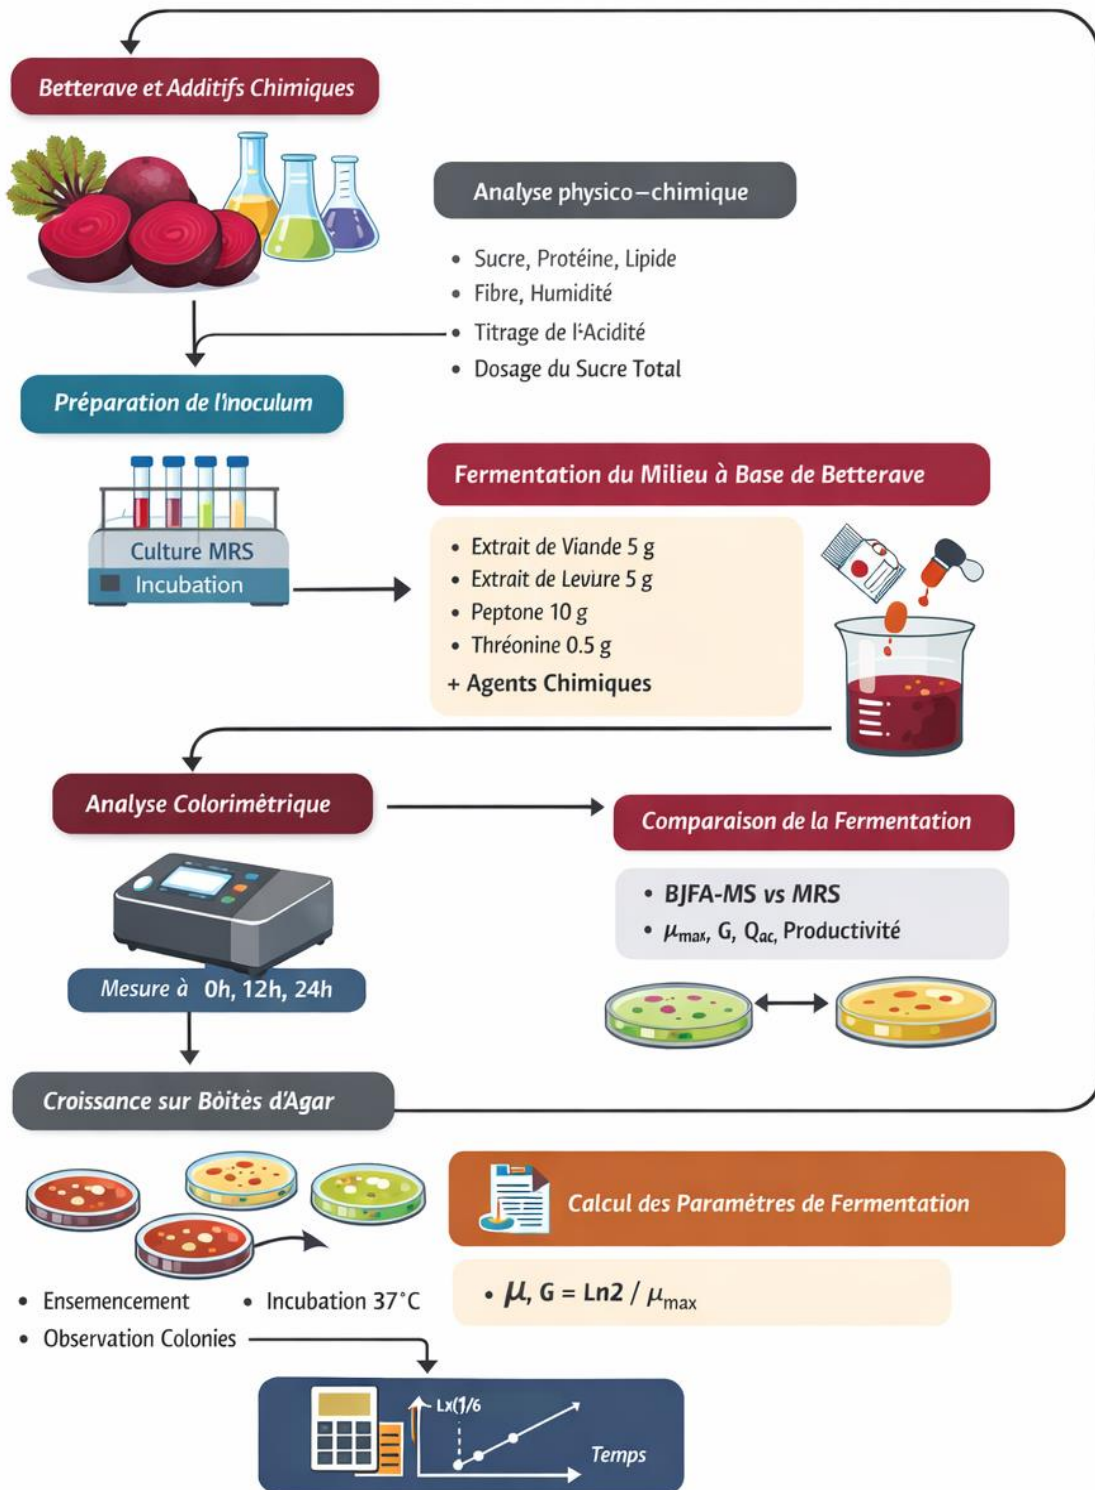 Betterave et Additifs Chimiques
Analyse physico-chimique
• Sucre, Protéine, Lipide
• Fibre, Humidité
• Titrage de l'Acidité
• Dosage du Sucre Total
Préparation de l'inoculum
Culture MRS
Incubation
Fermentation du Milieu à Base de Betterave
• Extrait de Viande 5 g
• Extrait de Levure 5 g
• Peptone 10 g
• Thréonine 0.5 g
+ Agents Chimiques
Analyse Colorimètrique
Mesure à 0h, 12h, 24h
Comparaison de la Fermentation
• BJFA-MS vs MRS
• μmax, G, Qac, Productivité
Croissance sur Bòìtés d'Agar
Calcul des Paramètres de Fermentation
• μ, G = Ln2 / μmax
• Ensemencement
• Incubation 37°C
• Observation Colonies
Temps